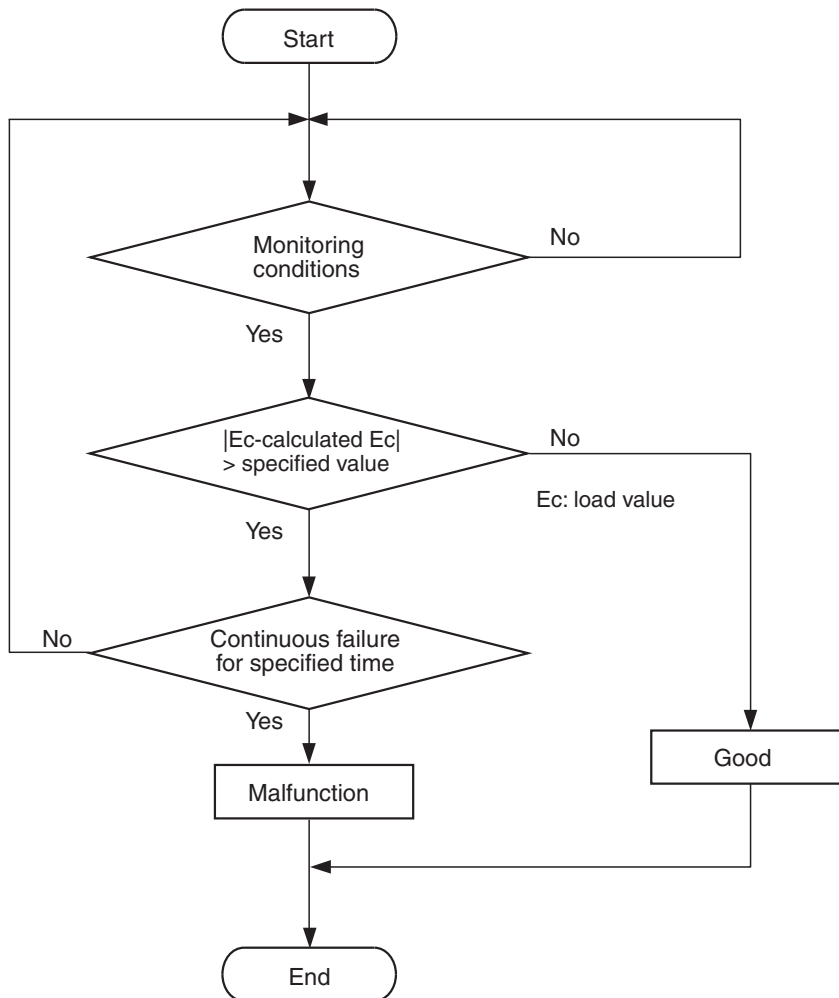 Start
Monitoring
conditions
No
Yes
|Ec-calculated Ec|
> specified value
No
Ec: load value
Yes
Continuous failure
for specified time
No
Yes
Malfunction
Good
End